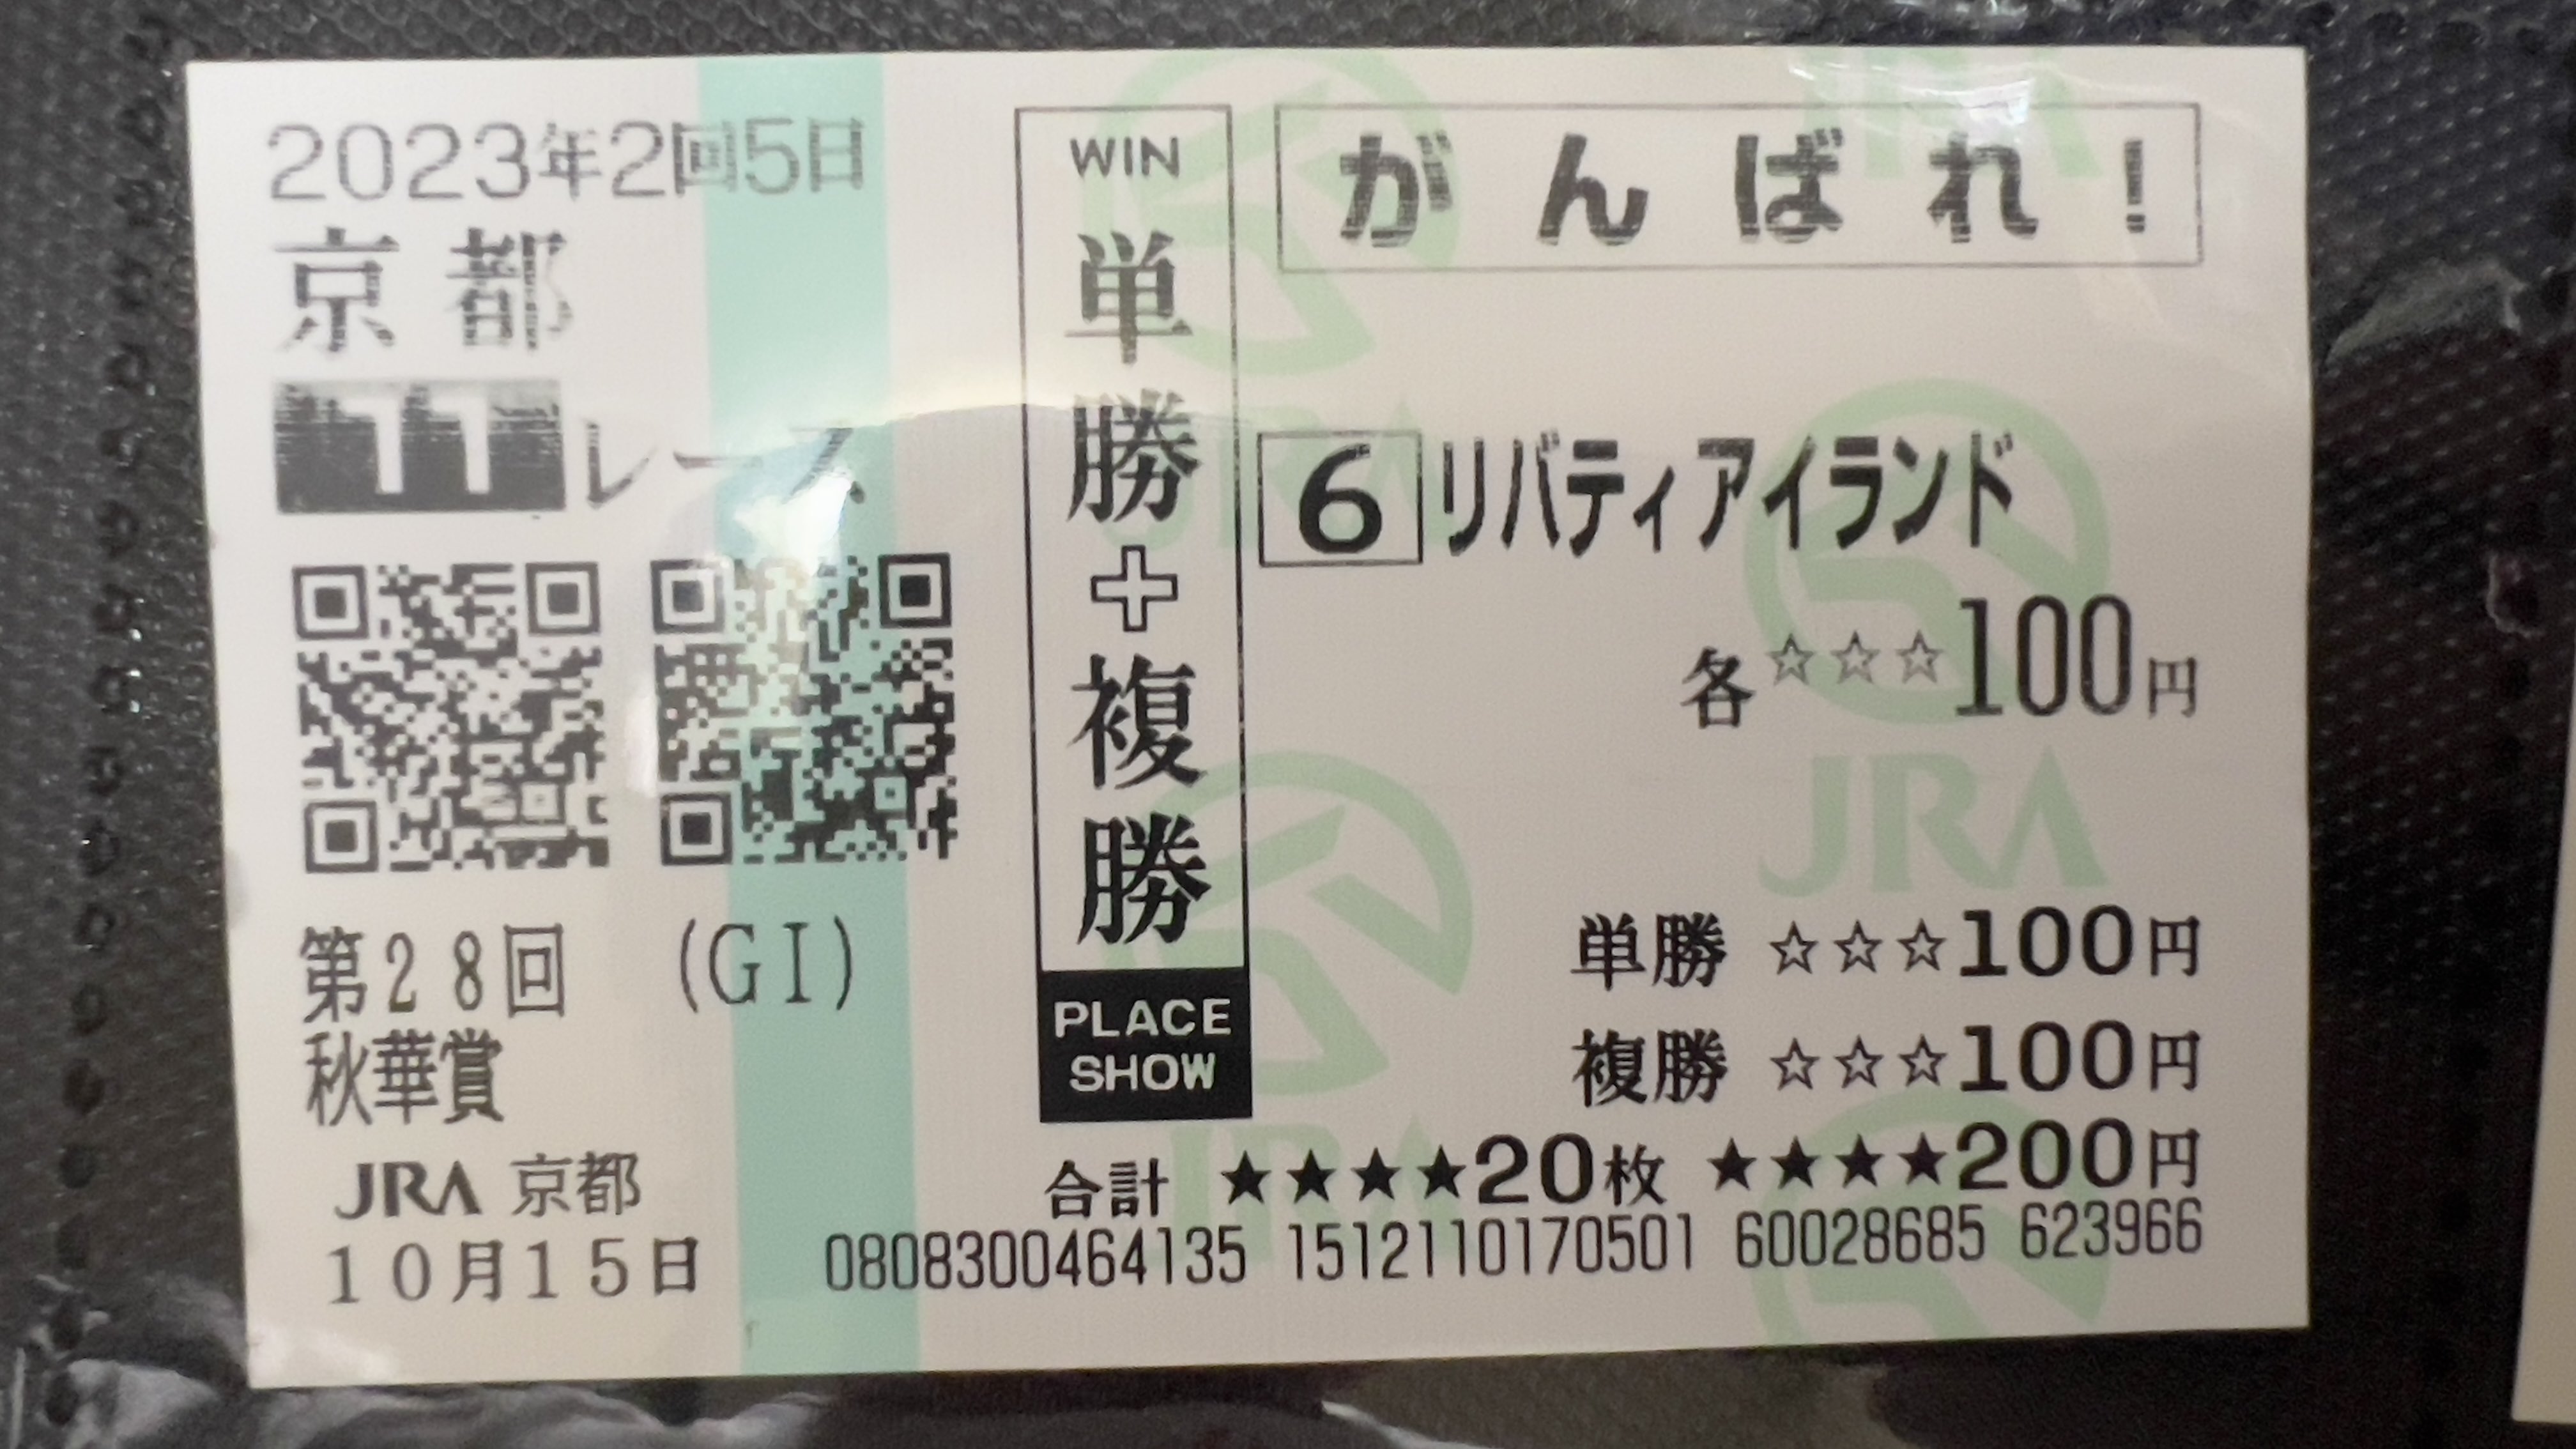 2023年2回5日
京都
11レース
第28回 (GI)
秋華賞
JRA 京都
10月15日
WIN
単勝+複勝
PLACE
SHOW
がんばれ!
6 リバティアイランド
各☆☆☆100円
JRA
単勝 ☆☆☆100円
複勝 ☆☆☆100円
合計 ★★★★20枚 ★★★★200円
0808300464135 1512110170501 60028685 623966